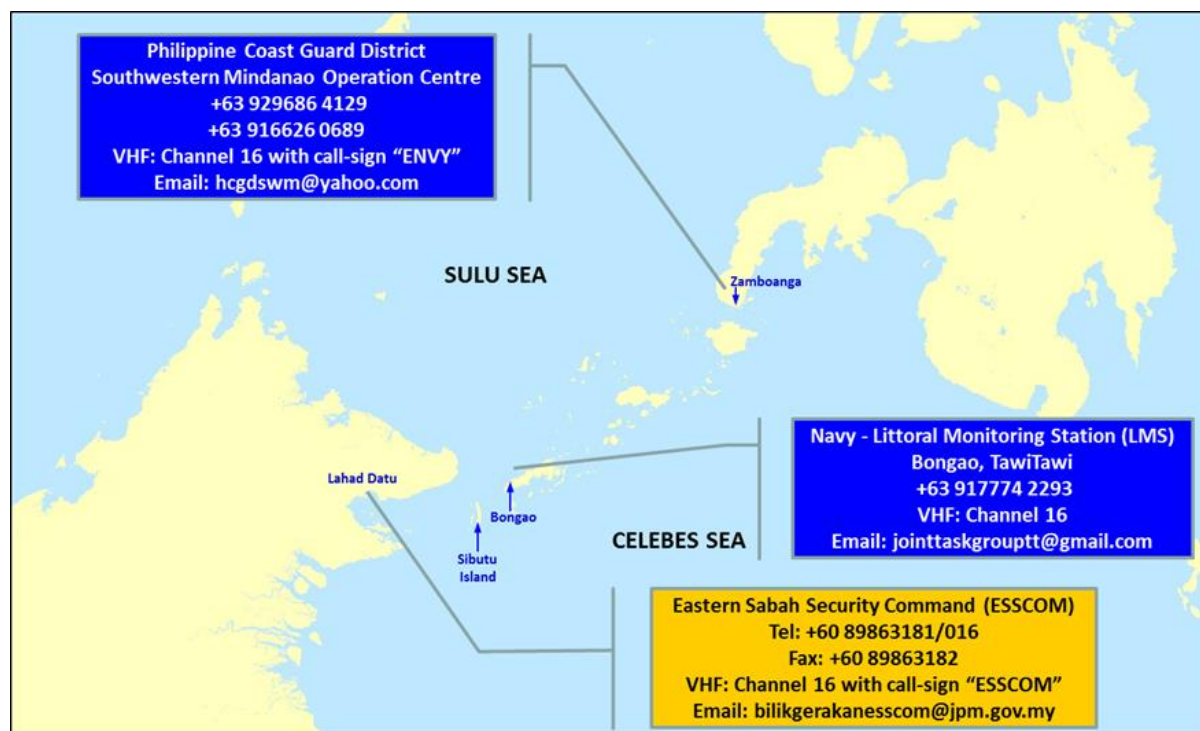 Philippine Coast Guard District
Southwestern Mindanao Operation Centre
+63 929686 4129
+63 916626 0689
VHF: Channel 16 with call-sign “ENVY”
Email: hcgdswm@yahoo.com
SULU SEA
Zamboanga
Navy - Littoral Monitoring Station (LMS)
Bongao, TawiTawi
+63 917774 2293
VHF: Channel 16
Email: jointtaskgrouptt@gmail.com
Lahad Datu
Bongao
CELEBES SEA
Sibutu
Island
Eastern Sabah Security Command (ESSCOM)
Tel: +60 89863181/016
Fax: +60 89863182
VHF: Channel 16 with call-sign “ESSCOM”
Email: bilikgerakanesscom@jpm.gov.my